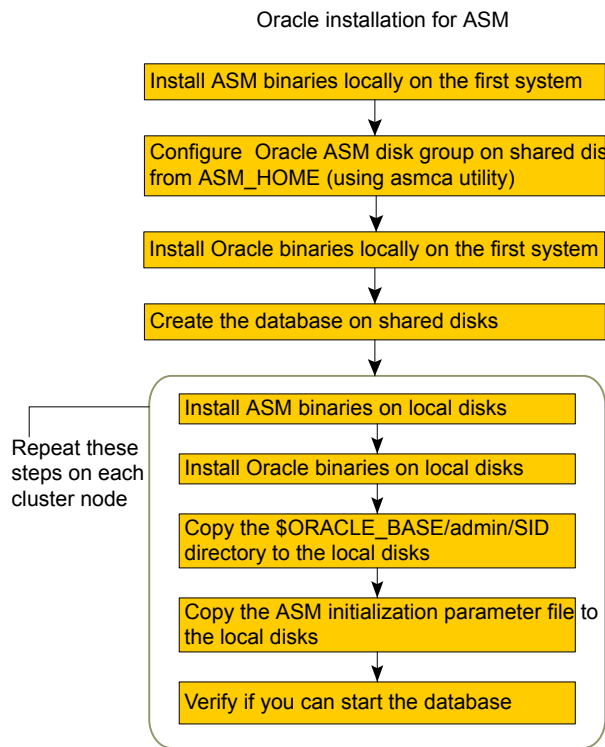 Oracle installation for ASM
Install ASM binaries locally on the first system
Configure Oracle ASM disk group on shared dis
from ASM_HOME (using asmca utility)
Install Oracle binaries locally on the first system
Create the database on shared disks
Repeat these
steps on each
cluster node
Install ASM binaries on local disks
Install Oracle binaries on local disks
Copy the $ORACLE_BASE/admin/SID
directory to the local disks
Copy the ASM initialization parameter file to
the local disks
Verify if you can start the database